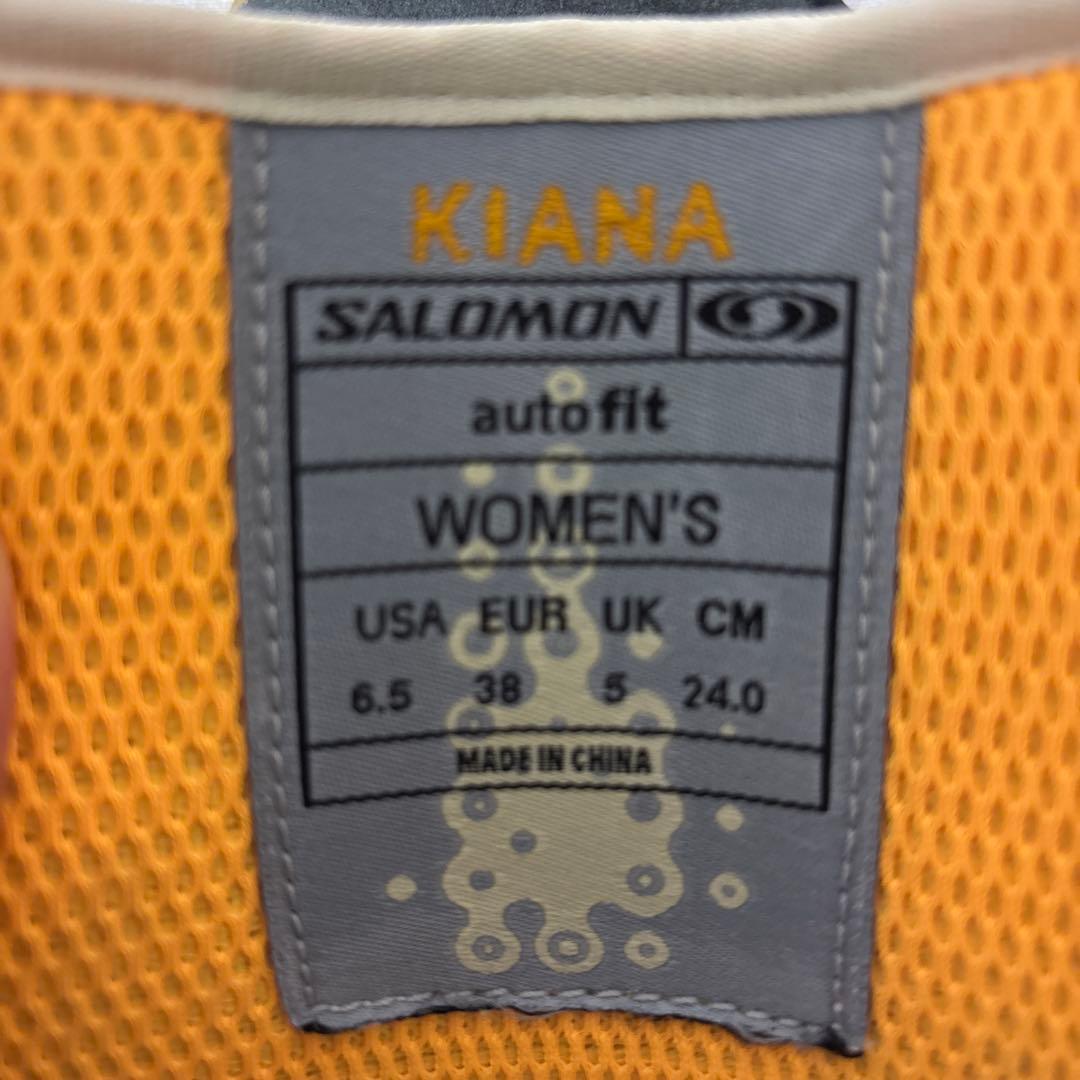 KIANA
SALOMON
autofit
WOMEN'S
USA EUR UK CM
6.5 38 5 24.0
MADE IN CHINA